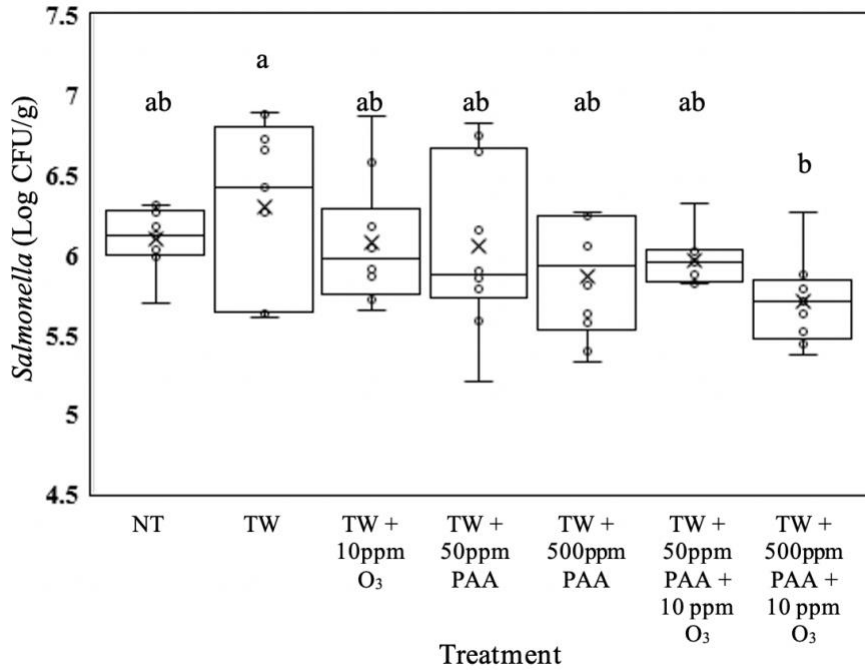 Salmonella (Log CFU/g)
7.5
7
6.5
6
5.5
5
4.5
ab
a
ab
ab
ab
ab
b
NT
TW
TW +
10ppm
O₃
TW +
50ppm
PAA
TW +
500ppm
PAA
TW +
50ppm
PAA +
10 ppm
O₃
TW +
500ppm
PAA +
10 ppm
O₃
Treatment